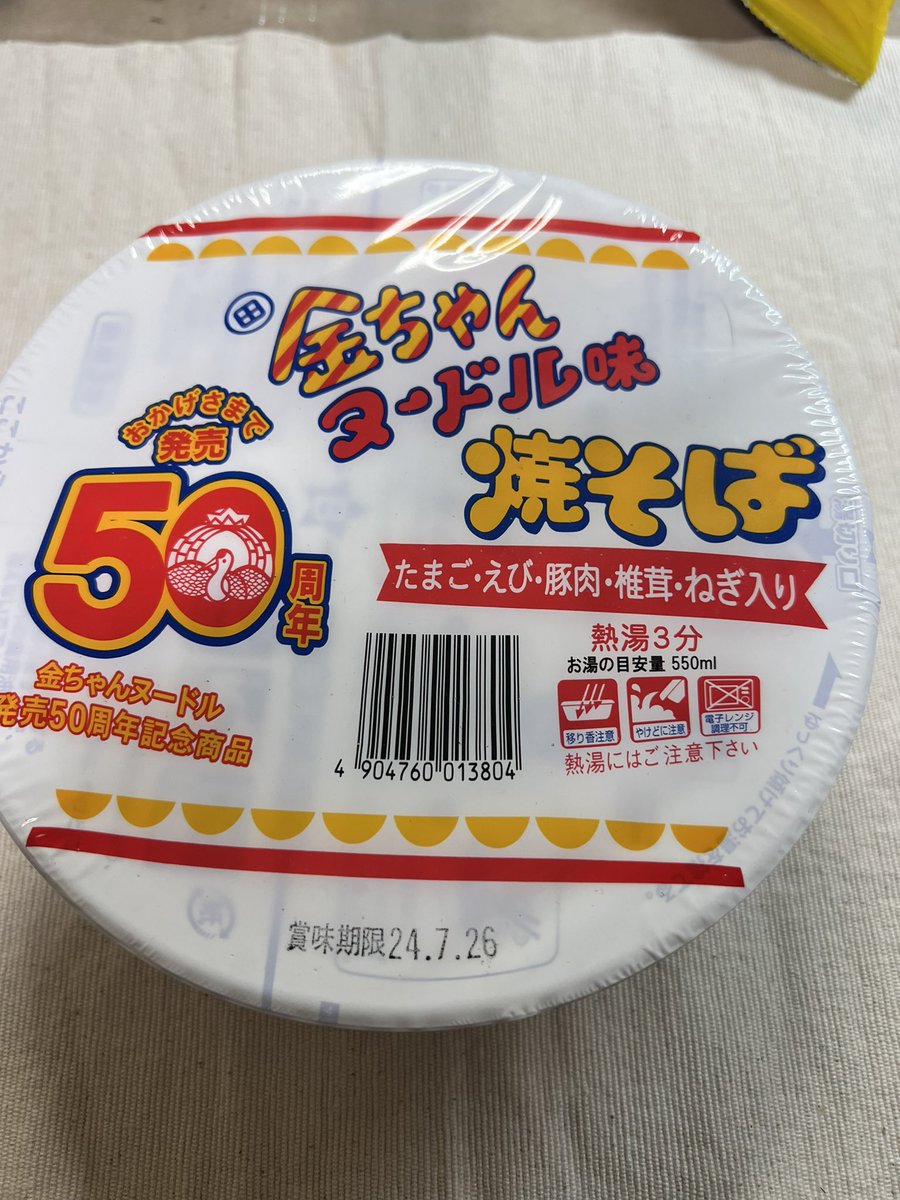 田
金ちゃん
ヌードル味
焼そば
おかげさまで
発売
50
周年
金ちゃんヌードル
発売50周年記念商品
たまご・えび・豚肉・椎茸・ねぎ入り
熱湯3分
お湯の目安量 550ml
移り香注意
やけどに注意
電子レンジ
調理不可
熱湯にはご注意下さい
4 904760 013804
賞味期限24.7.26